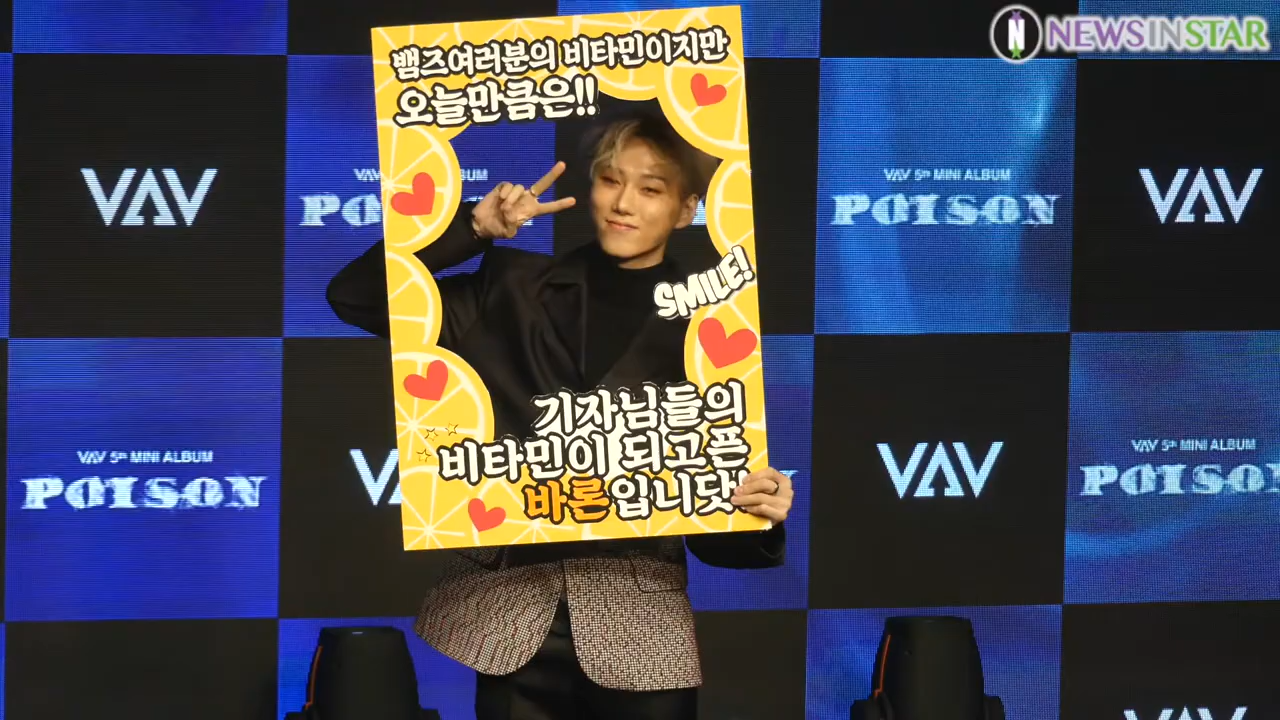 NEWSINSTAR
뱀즈여러분의 비타민이지만
오늘만큼은!!
SMILE!
기자님들의
비타민이 되고픈
바론입니닷!
VAV
VAV 5th MINI ALBUM
POISON
VAV 5th MINI ALBUM
POISON
VAV
VAV 5th MINI ALBUM
POISON
VAV
VAV 5th MINI ALBUM
POISON